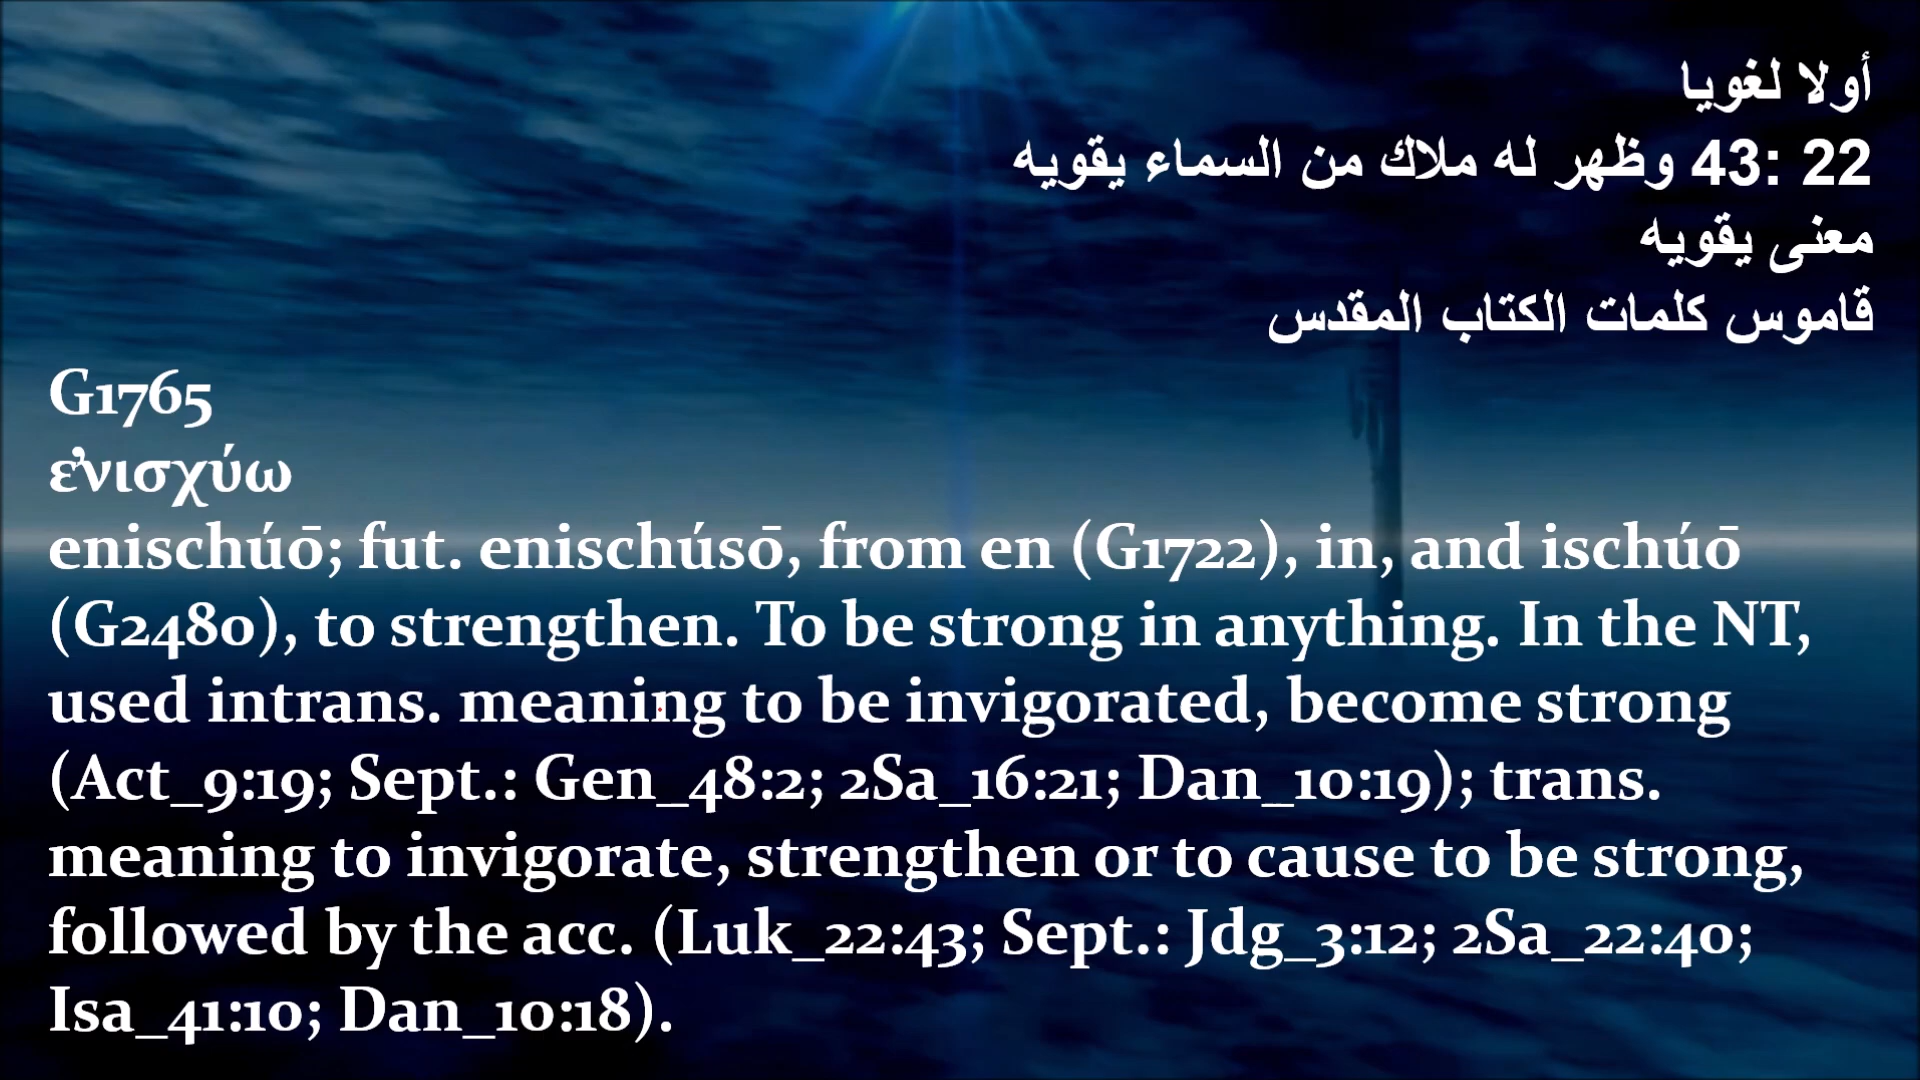 أولا لغويا
22 :43 وظهر له ملاك من السماء يقويه
معنى يقويه
قاموس كلمات الكتاب المقدس
G1765
ἐνισχύω
enischúō; fut. enischúsō, from en (G1722), in, and ischúō
(G2480), to strengthen. To be strong in anything. In the NT,
used intrans. meaning to be invigorated, become strong
(Act_9:19; Sept.: Gen_48:2; 2Sa_16:21; Dan_10:19); trans.
meaning to invigorate, strengthen or to cause to be strong,
followed by the acc. (Luk_22:43; Sept.: Jdg_3:12; 2Sa_22:40;
Isa_41:10; Dan_10:18).